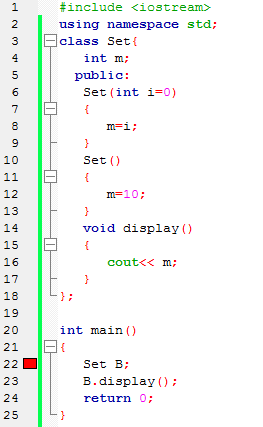 1 #include <iostream>
2 using namespace std;
3 class Set{
4 int m;
5 public:
6 Set(int i=0)
7 {
8 m=i;
9 }
10 Set()
11 {
12 m=10;
13 }
14 void display()
15 {
16 cout<< m;
17 }
18 };
19
20 int main()
21 {
22 Set B;
23 B.display();
24 return 0;
25 }